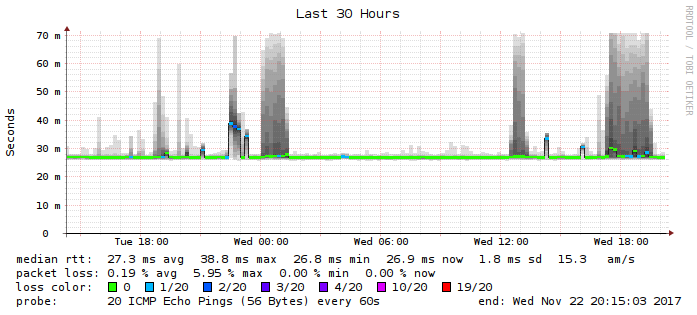 Last 30 Hours
RRDTOOL / TOBI OETIKER
Seconds
70 m
60 m
50 m
40 m
30 m
20 m
10 m
0
Tue 18:00 Wed 00:00 Wed 06:00 Wed 12:00 Wed 18:00
median rtt: 27.3 ms avg 38.8 ms max 26.8 ms min 26.9 ms now 1.8 ms sd 15.3 am/s
packet loss: 0.19 % avg 5.95 % max 0.00 % min 0.00 % now
loss color: 0 1/20 2/20 3/20 4/20 10/20 19/20
probe: 20 ICMP Echo Pings (56 Bytes) every 60s end: Wed Nov 22 20:15:03 2017